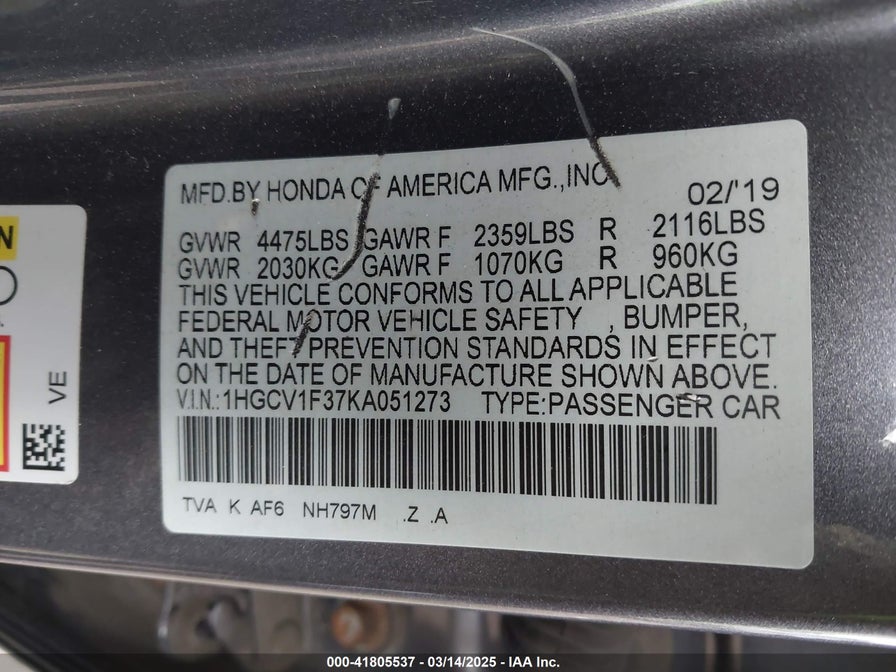 MFD.BY HONDA OF AMERICA MFG.,INC 02/'19
GVWR 4475LBS GAWR F 2359LBS R 2116LBS
GVWR 2030KG GAWR F 1070KG R 960KG
THIS VEHICLE CONFORMS TO ALL APPLICABLE
FEDERAL MOTOR VEHICLE SAFETY , BUMPER,
AND THEFT PREVENTION STANDARDS IN EFFECT
ON THE DATE OF MANUFACTURE SHOWN ABOVE.
V.I.N.:1HGCV1F37KA051273 TYPE:PASSENGER CAR
TVA K AF6 NH797M .Z .A
N
VE
000-41805537 - 03/14/2025 - IAA Inc.